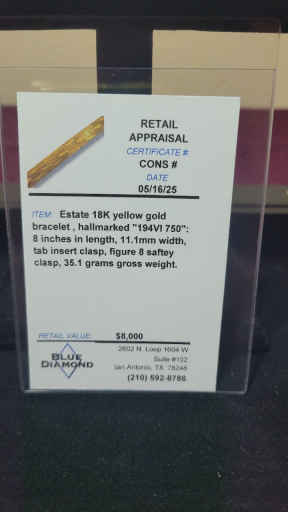 RETAIL
APPRAISAL
CERTIFICATE #
CONS #
DATE
05/16/25
ITEM: Estate 18K yellow gold
bracelet , hallmarked "194VI 750":
8 inches in length, 11.1mm width,
tab insert clasp, figure 8 saftey
clasp, 35.1 grams gross weight.
RETAIL VALUE: $8,000
BLUE
DIAMOND
2602 N. Loop 1604 W
Suite #102
San Antonio, TX 78248
(210) 592-8788